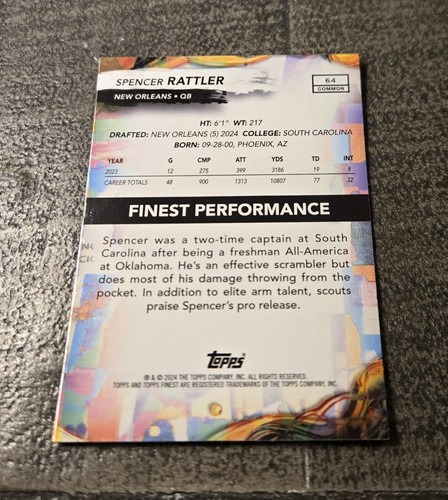 SPENCER RATTLER
64
COMMON
NEW ORLEANS • QB
HT: 6'1" WT: 217
DRAFTED: NEW ORLEANS (5) 2024 COLLEGE: SOUTH CAROLINA
BORN: 09-28-00, PHOENIX, AZ
YEAR G CMP ATT YDS TD INT
2023 12 275 399 3186 19 8
CAREER TOTALS 48 900 1313 10807 77 32
FINEST PERFORMANCE
Spencer was a two-time captain at South
Carolina after being a freshman All-America
at Oklahoma. He's an effective scrambler but
does most of his damage throwing from the
pocket. In addition to elite arm talent, scouts
praise Spencer's pro release.
TOPPS
® & © 2024 THE TOPPS COMPANY, INC. ALL RIGHTS RESERVED.
TOPPS AND TOPPS FINEST ARE REGISTERED TRADEMARKS OF THE TOPPS COMPANY, INC.